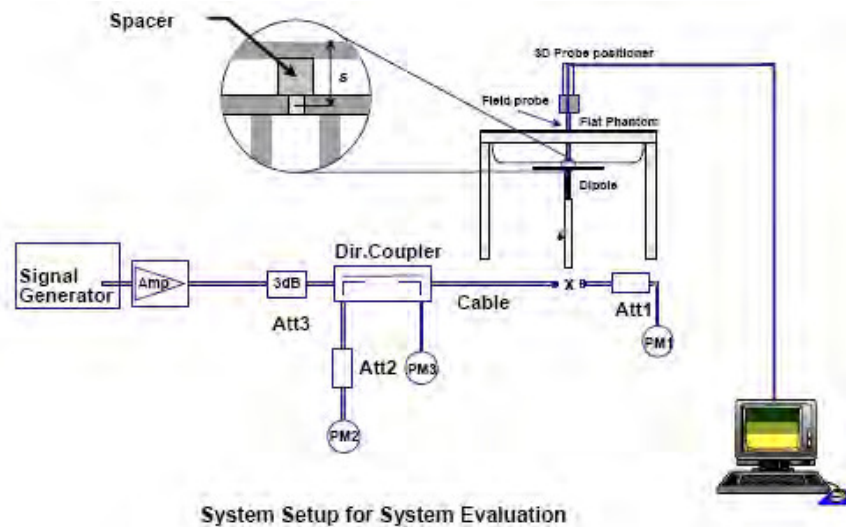 Spacer
s
3D Probe positioner
Field probe
Flat Phantom
Dipole
Signal
Generator
Amp
3dB
Att3
Dir.Coupler
Cable
x
Att1
PM1
Att2
PM3
PM2
System Setup for System Evaluation